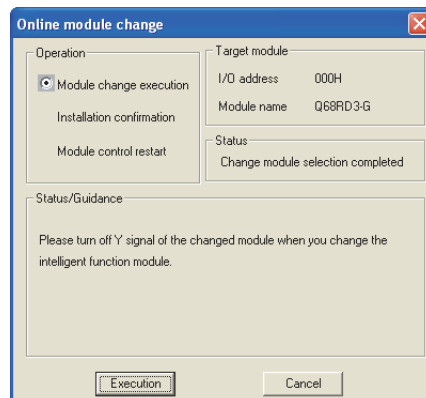 Online module change
Operation
Module change execution
Installation confirmation
Module control restart
Target module
I/O address 000H
Module name Q68RD3-G
Status
Change module selection completed
Status/Guidance
Please turn off Y signal of the changed module when you change the
intelligent function module.
Execution Cancel